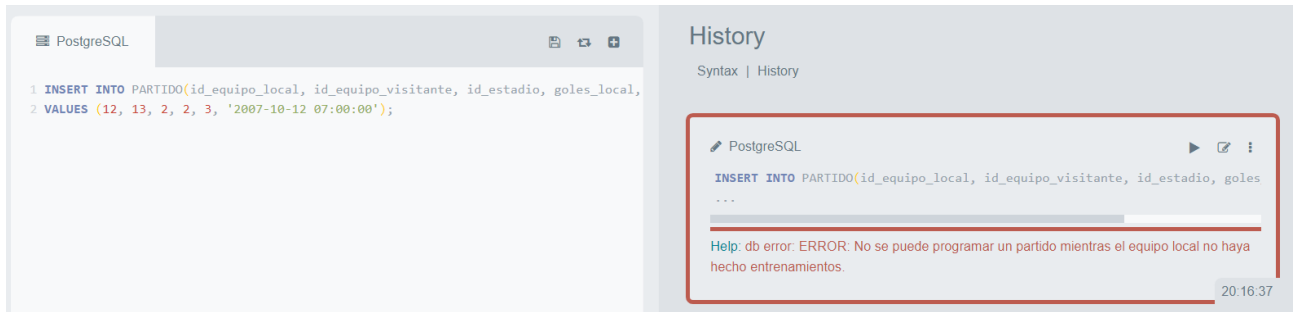 PostgreSQL
1 INSERT INTO PARTIDO(id_equipo_local, id_equipo_visitante, id_estadio, goles_local,
2 VALUES (12, 13, 2, 2, 3, '2007-10-12 07:00:00');
History
Syntax | History
PostgreSQL
INSERT INTO PARTIDO(id_equipo_local, id_equipo_visitante, id_estadio, goles
...
Help: db error: ERROR: No se puede programar un partido mientras el equipo local no haya
hecho entrenamientos.
20:16:37